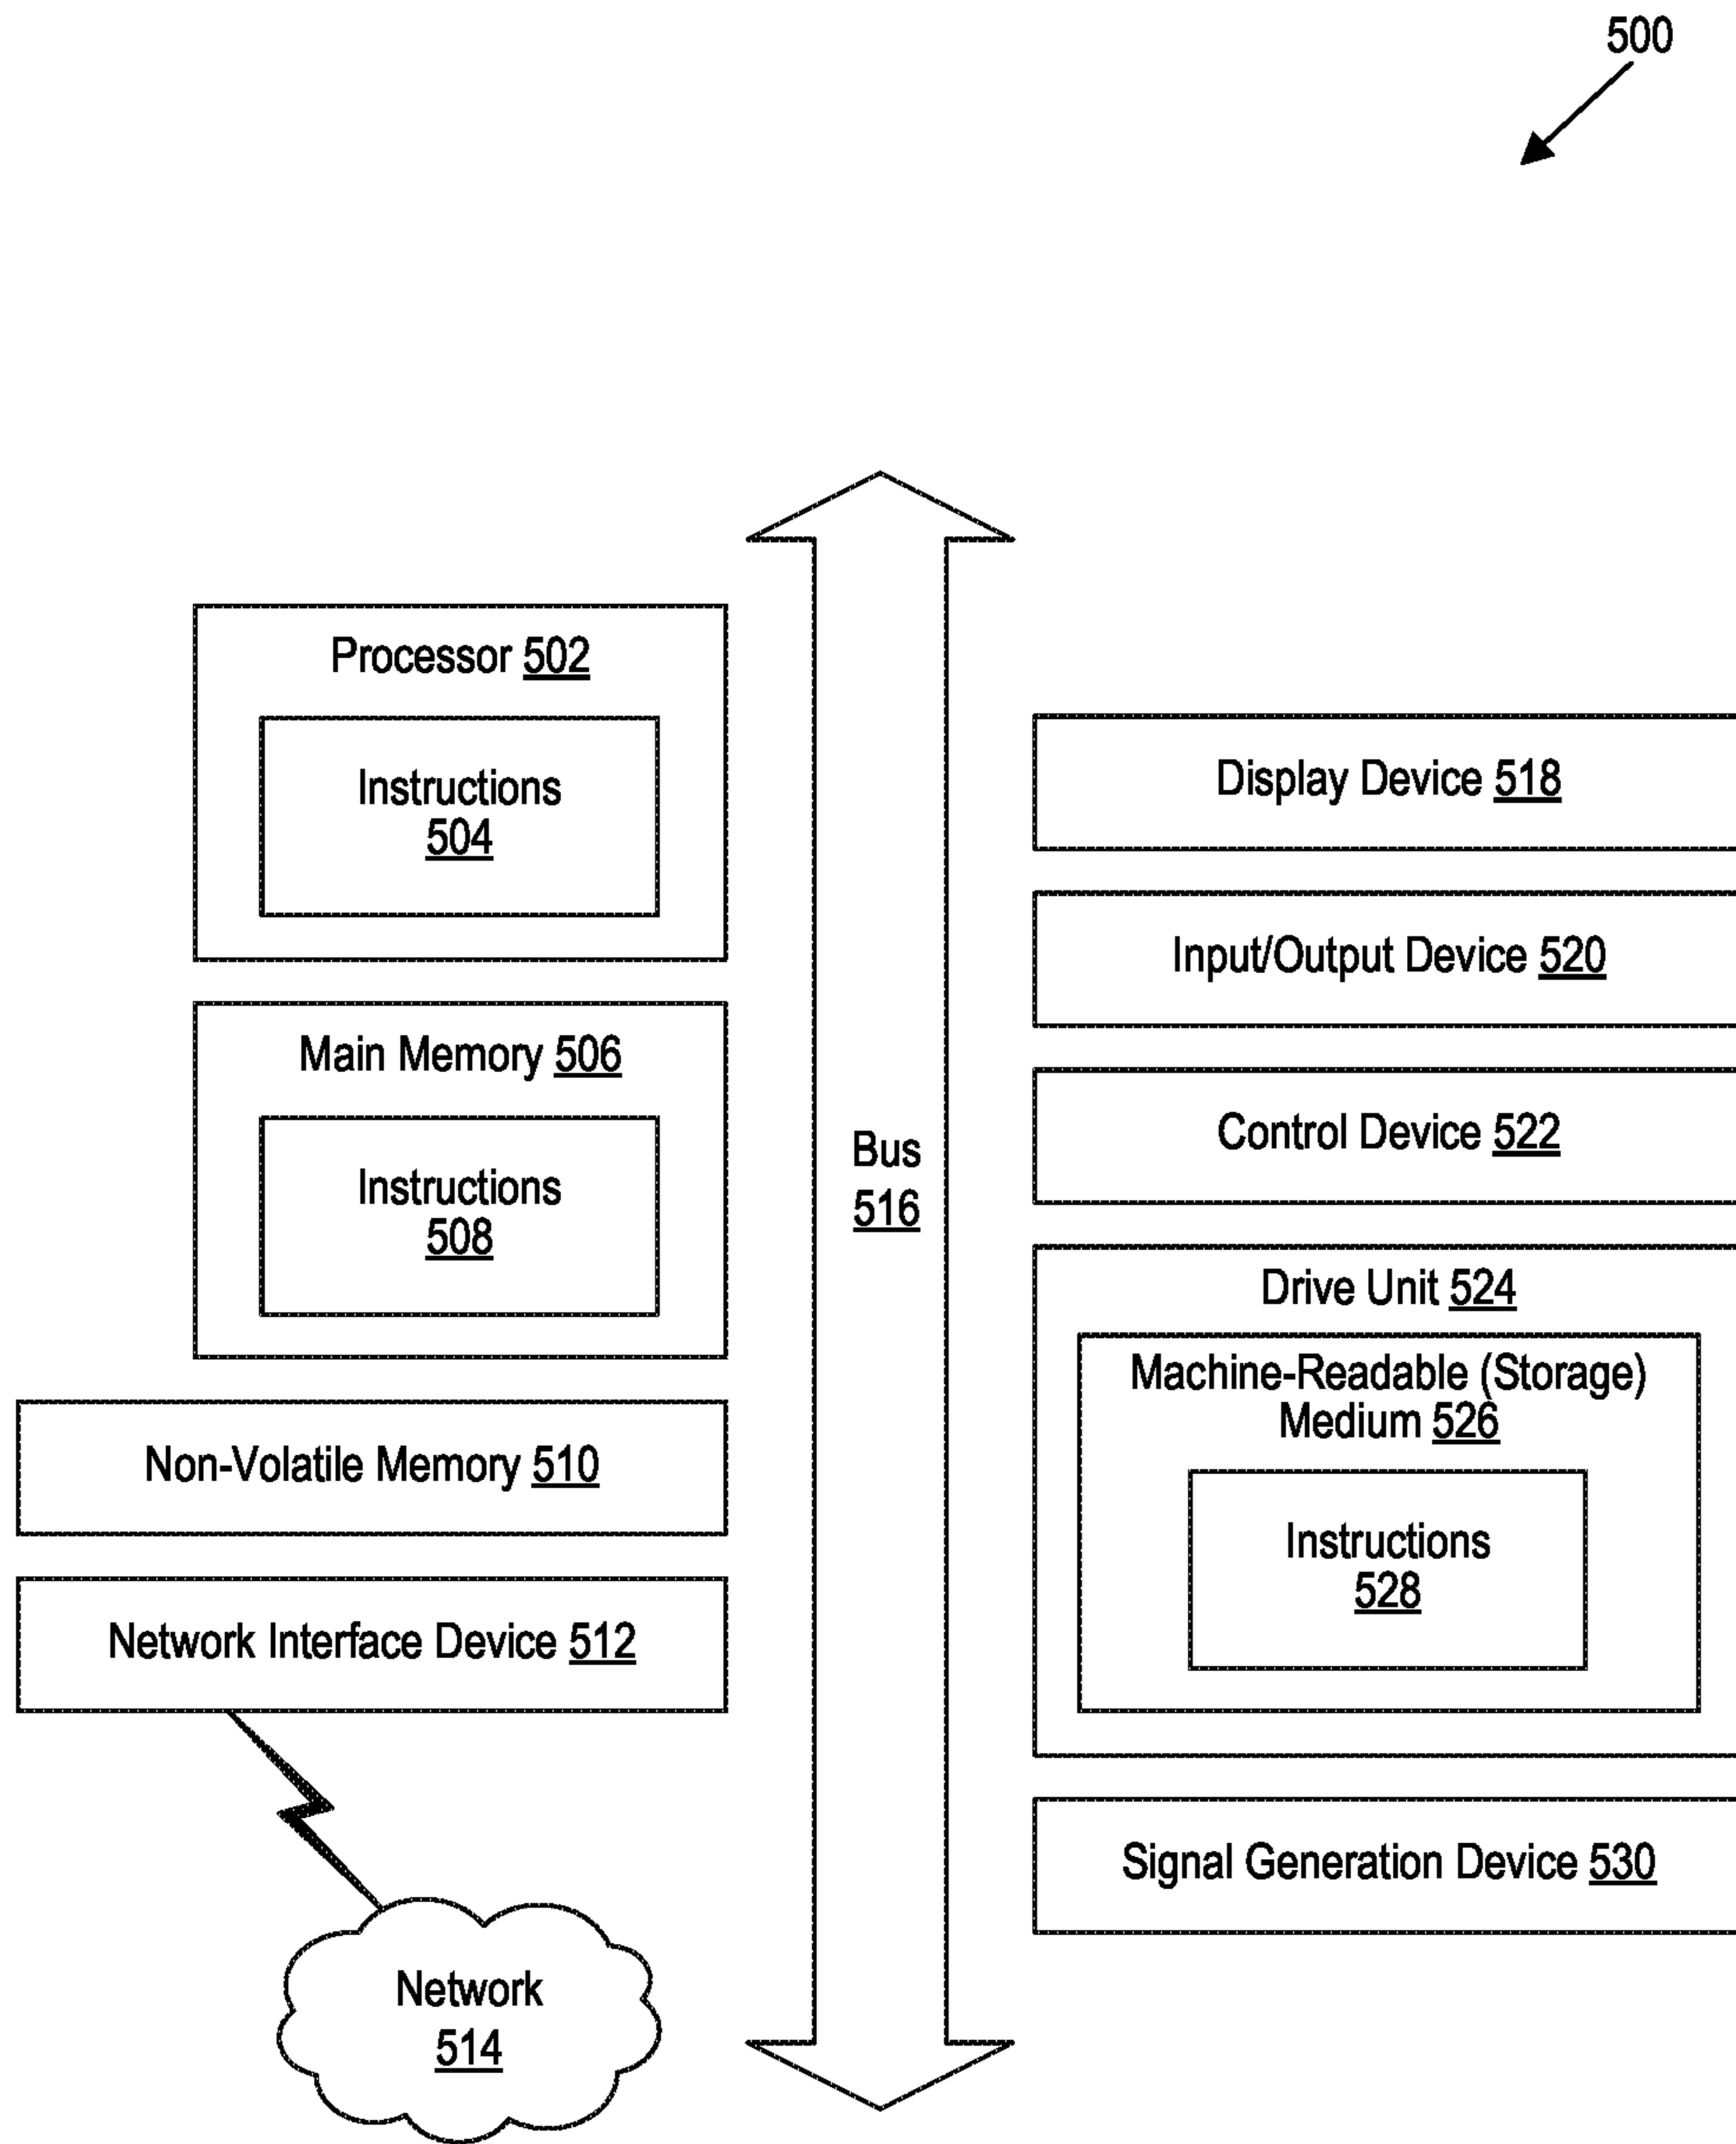 500
Processor 502
Instructions
504
Main Memory 506
Instructions
508
Non-Volatile Memory 510
Network Interface Device 512
Network
514
Bus
516
Display Device 518
Input/Output Device 520
Control Device 522
Drive Unit 524
Machine-Readable (Storage)
Medium 526
Instructions
528
Signal Generation Device 530